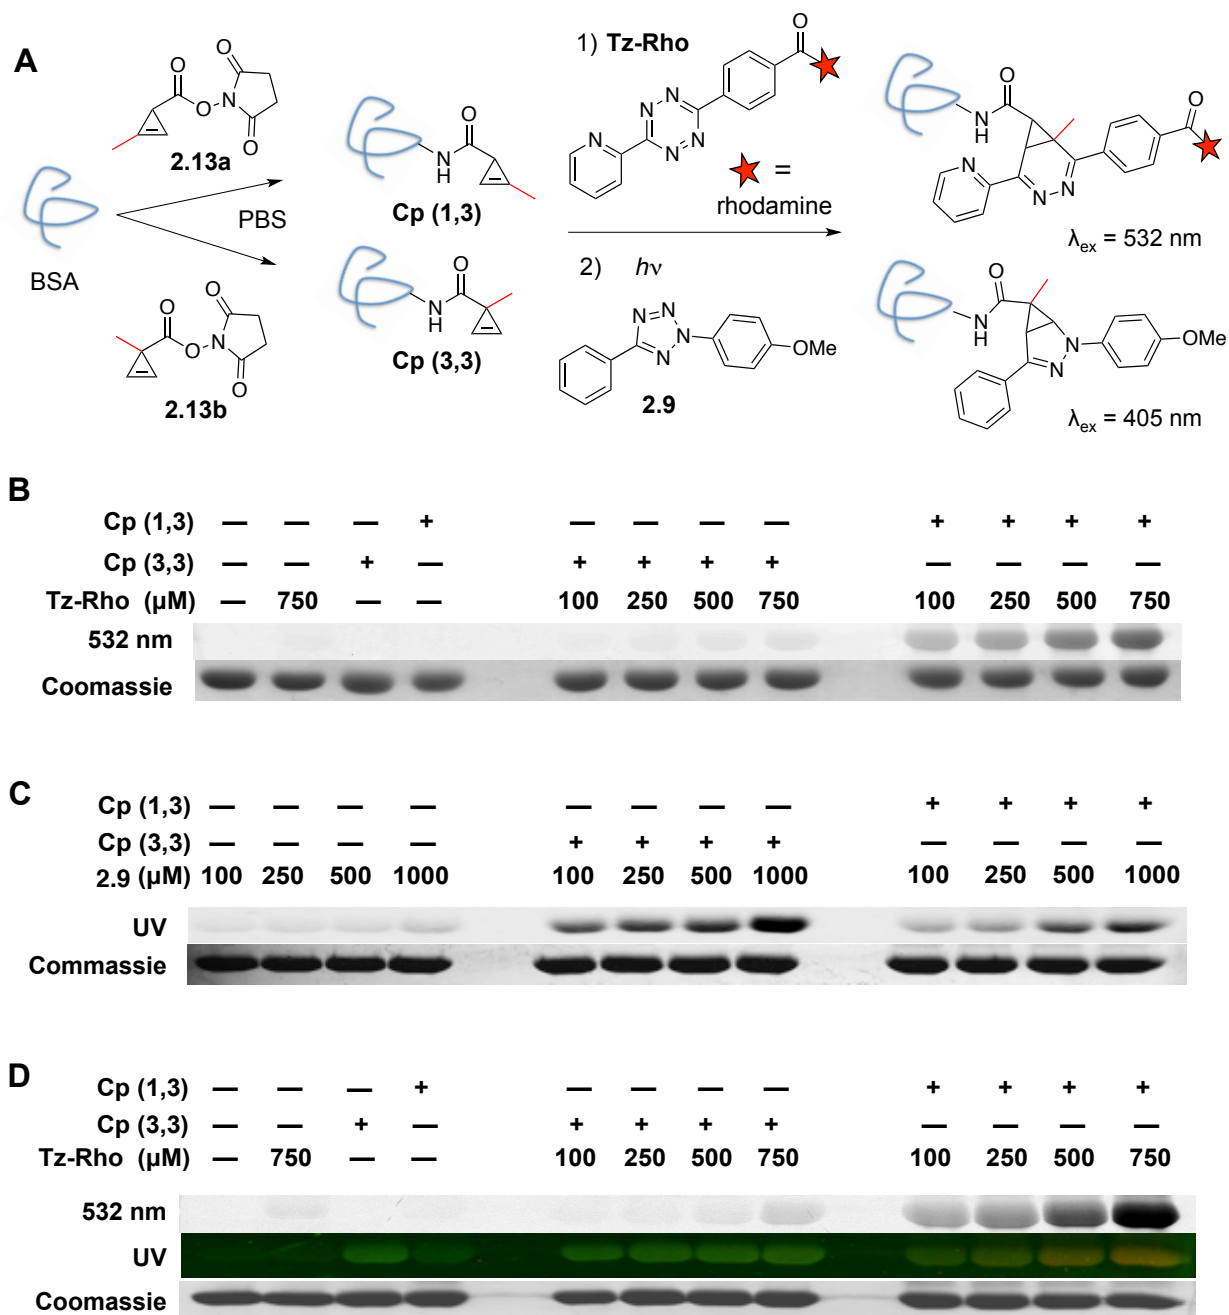 A
1) Tz-Rho
2.13a
PBS
BSA
2.13b
Cp (1,3)
Cp (3,3)
=
rhodamine
2) hν
2.9
λex = 532 nm
λex = 405 nm
O
O
O
N
O
O
O
N
O
O
O
NH
O
N
H
N
N
N
N
N
O
N
N
N
N
OMe
O
NH
N
N
N
O
O
N
H
N
N
OMe
B
Cp (1,3) — — — + — — — — + + + +
Cp (3,3) — — + — + + + + — — — —
Tz-Rho (µM) — 750 — — 100 250 500 750 100 250 500 750
532 nm
Coomassie
C
Cp (1,3) — — — — — — — — + + + +
Cp (3,3) — — — — + + + + — — — —
2.9 (µM) 100 250 500 1000 100 250 500 1000 100 250 500 1000
UV
Commassie
D
Cp (1,3) — — — + — — — — + + + +
Cp (3,3) — — + — + + + + — — — —
Tz-Rho (µM) — 750 — — 100 250 500 750 100 250 500 750
532 nm
UV
Coomassie